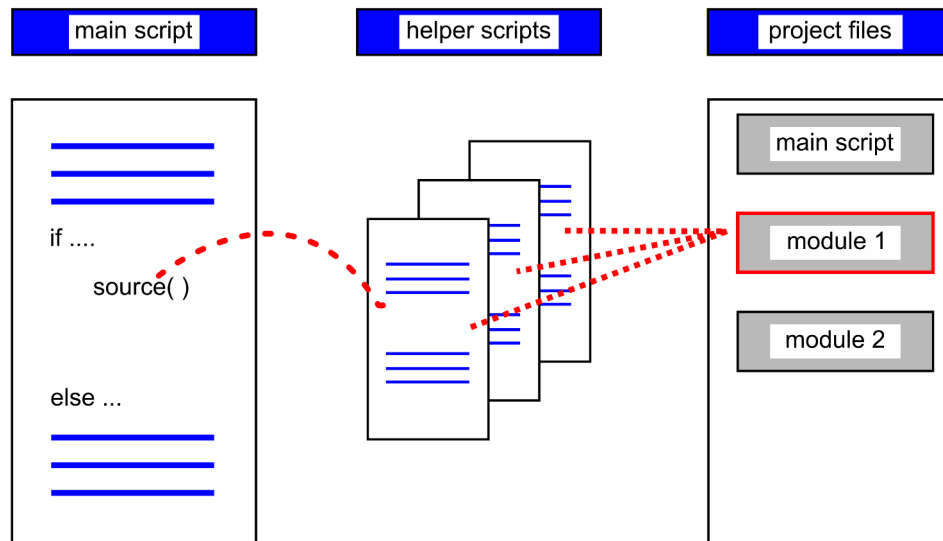 main script
helper scripts
project files
if ....
source( )
else ...
main script
module 1
module 2